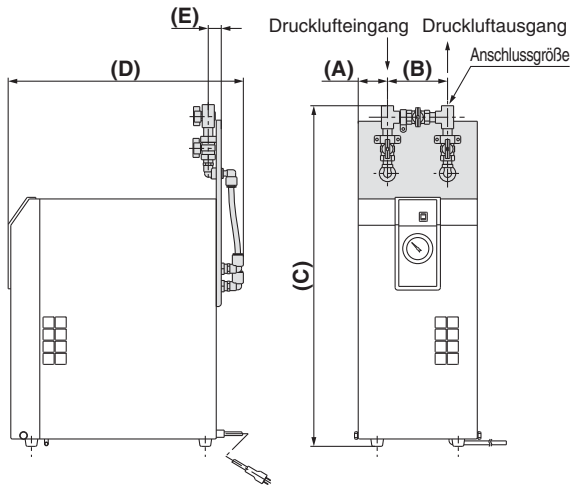 (E)
Drucklufteingang
Druckluftausgang
(D)
(A)
(B)
Anschlussgröße
(C)